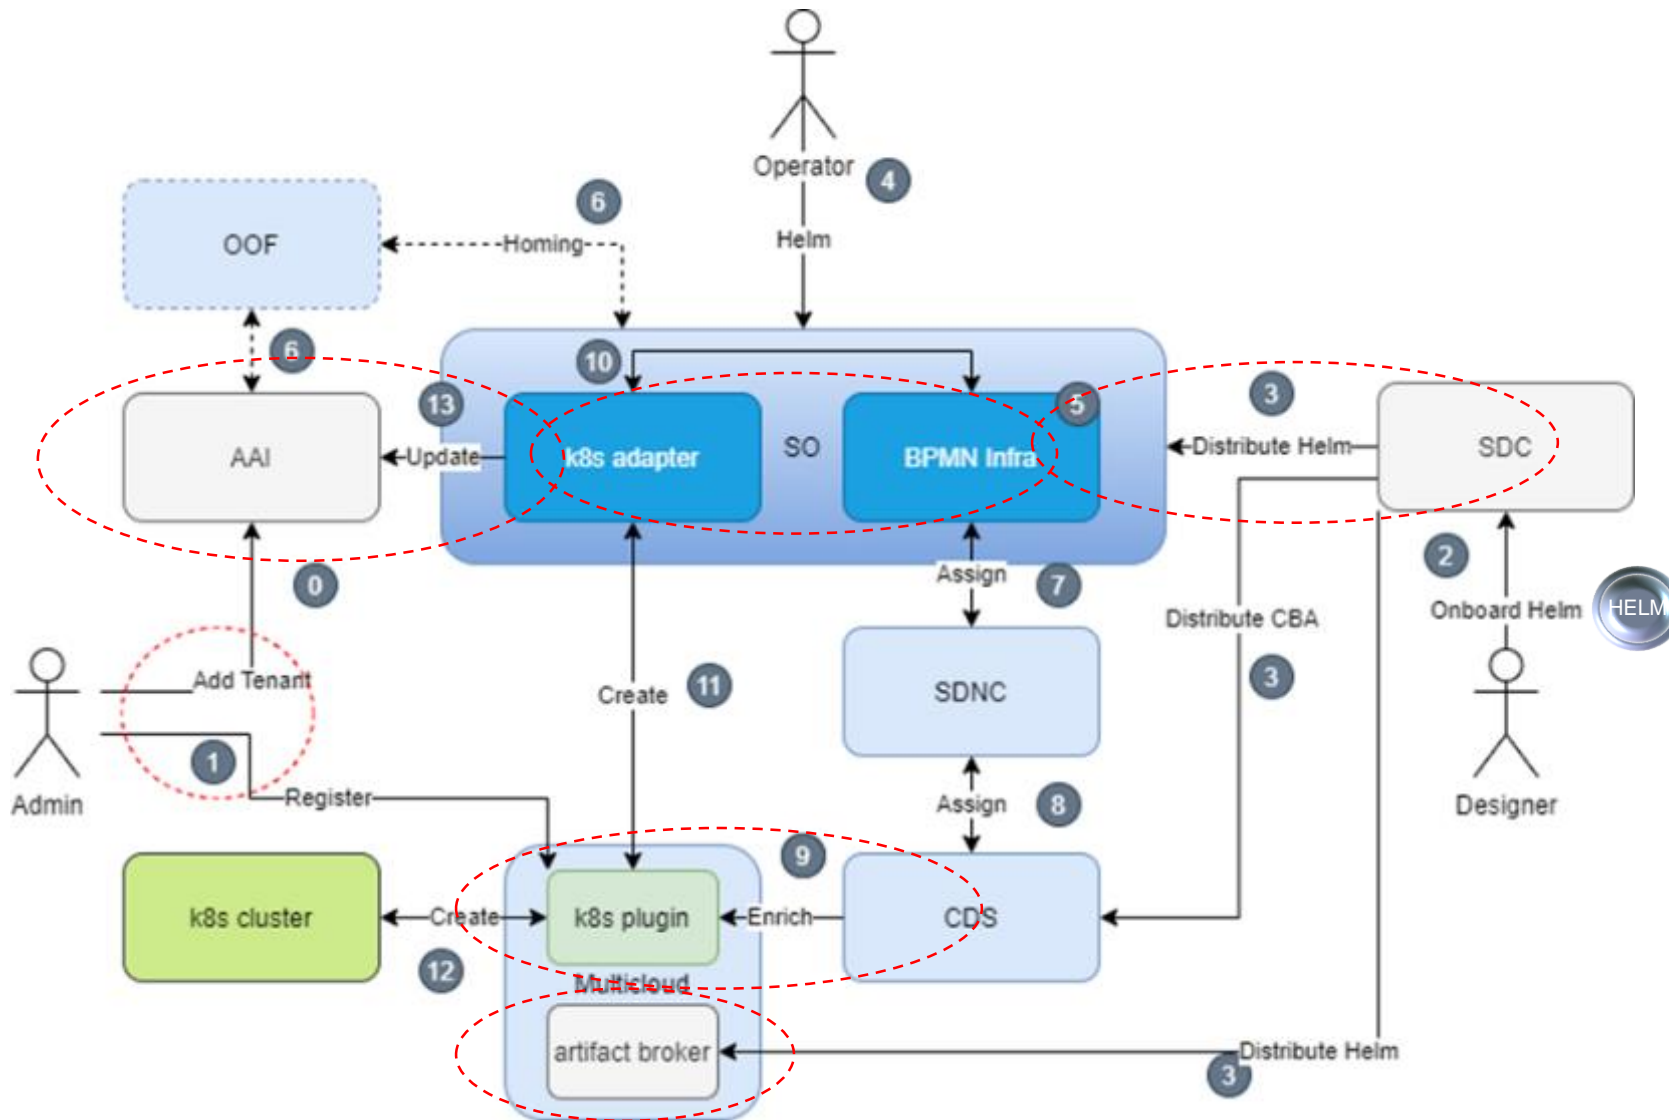 Operator
4
6
OOF
Homing
Helm
6
10
13
5
3
AAI
Update
k8s adapter
SO
BPMN Infra
Distribute Helm
SDC
0
Assign
7
2
Onboard Helm
HELM
Distribute CBA
3
Add Tenant
Create
11
SDNC
1
Admin
Register
Assign
8
Designer
9
k8s cluster
Create
k8s plugin
Enrich
CDS
12
Multicloud
artifact broker
Distribute Helm
3